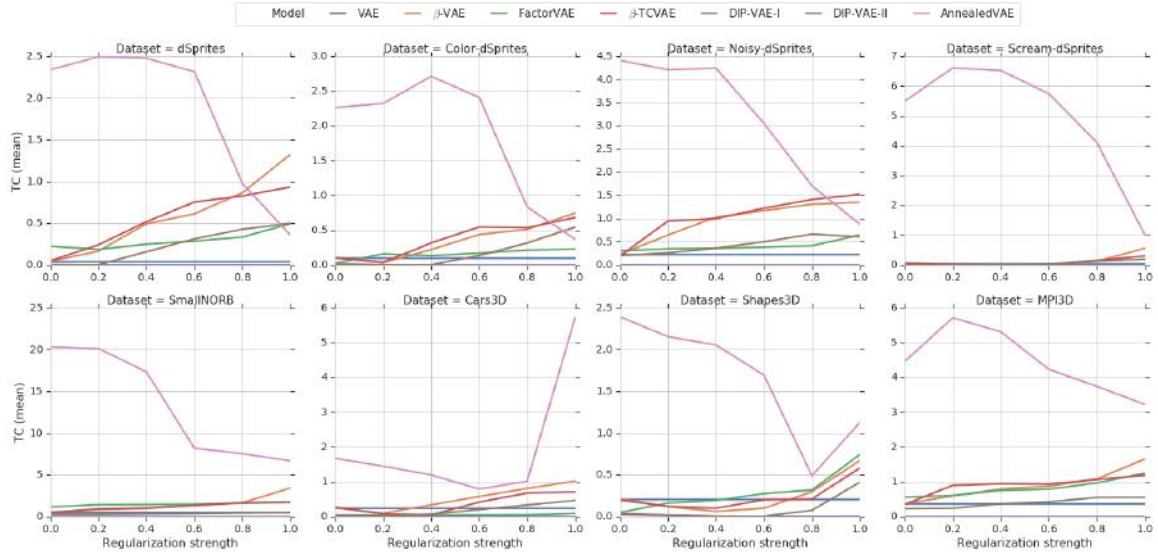 Model VAE β-VAE FactorVAE β-TCVAE DIP-VAE-I DIP-VAE-II AnnealedVAE
Dataset = dSprites
Dataset = Color-dSprites
Dataset = Noisy-dSprites
Dataset = Scream-dSprites
TC (mean)
2.5
2.0
1.5
1.0
0.5
0.0
0.0 0.2 0.4 0.6 0.8 1.0
3.0
2.5
2.0
1.5
1.0
0.5
0.0
0.0 0.2 0.4 0.6 0.8 1.0
4.5
4.0
3.5
3.0
2.5
2.0
1.5
1.0
0.5
0.0
0.0 0.2 0.4 0.6 0.8 1.0
7
6
5
4
3
2
1
0
0.0 0.2 0.4 0.6 0.8 1.0
Dataset = SmallNORB
Dataset = Cars3D
Dataset = Shapes3D
Dataset = MPI3D
TC (mean)
25
20
15
10
5
0
0.0 0.2 0.4 0.6 0.8 1.0
Regularization strength
6
5
4
3
2
1
0
0.0 0.2 0.4 0.6 0.8 1.0
Regularization strength
2.5
2.0
1.5
1.0
0.5
0.0
0.0 0.2 0.4 0.6 0.8 1.0
Regularization strength
7
6
5
4
3
2
1
0
0.0 0.2 0.4 0.6 0.8 1.0
Regularization strength